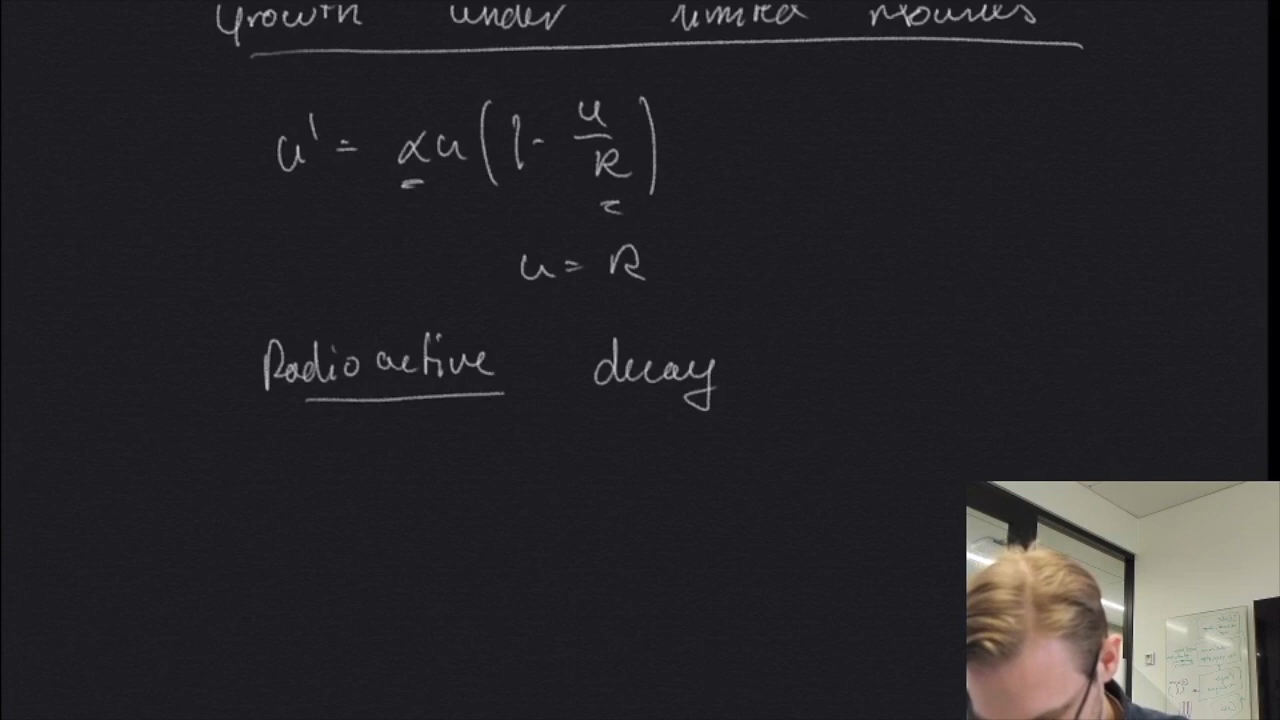 Growth under limited resources
u' = αu(1 - u/R)
u = R
Radioactive decay